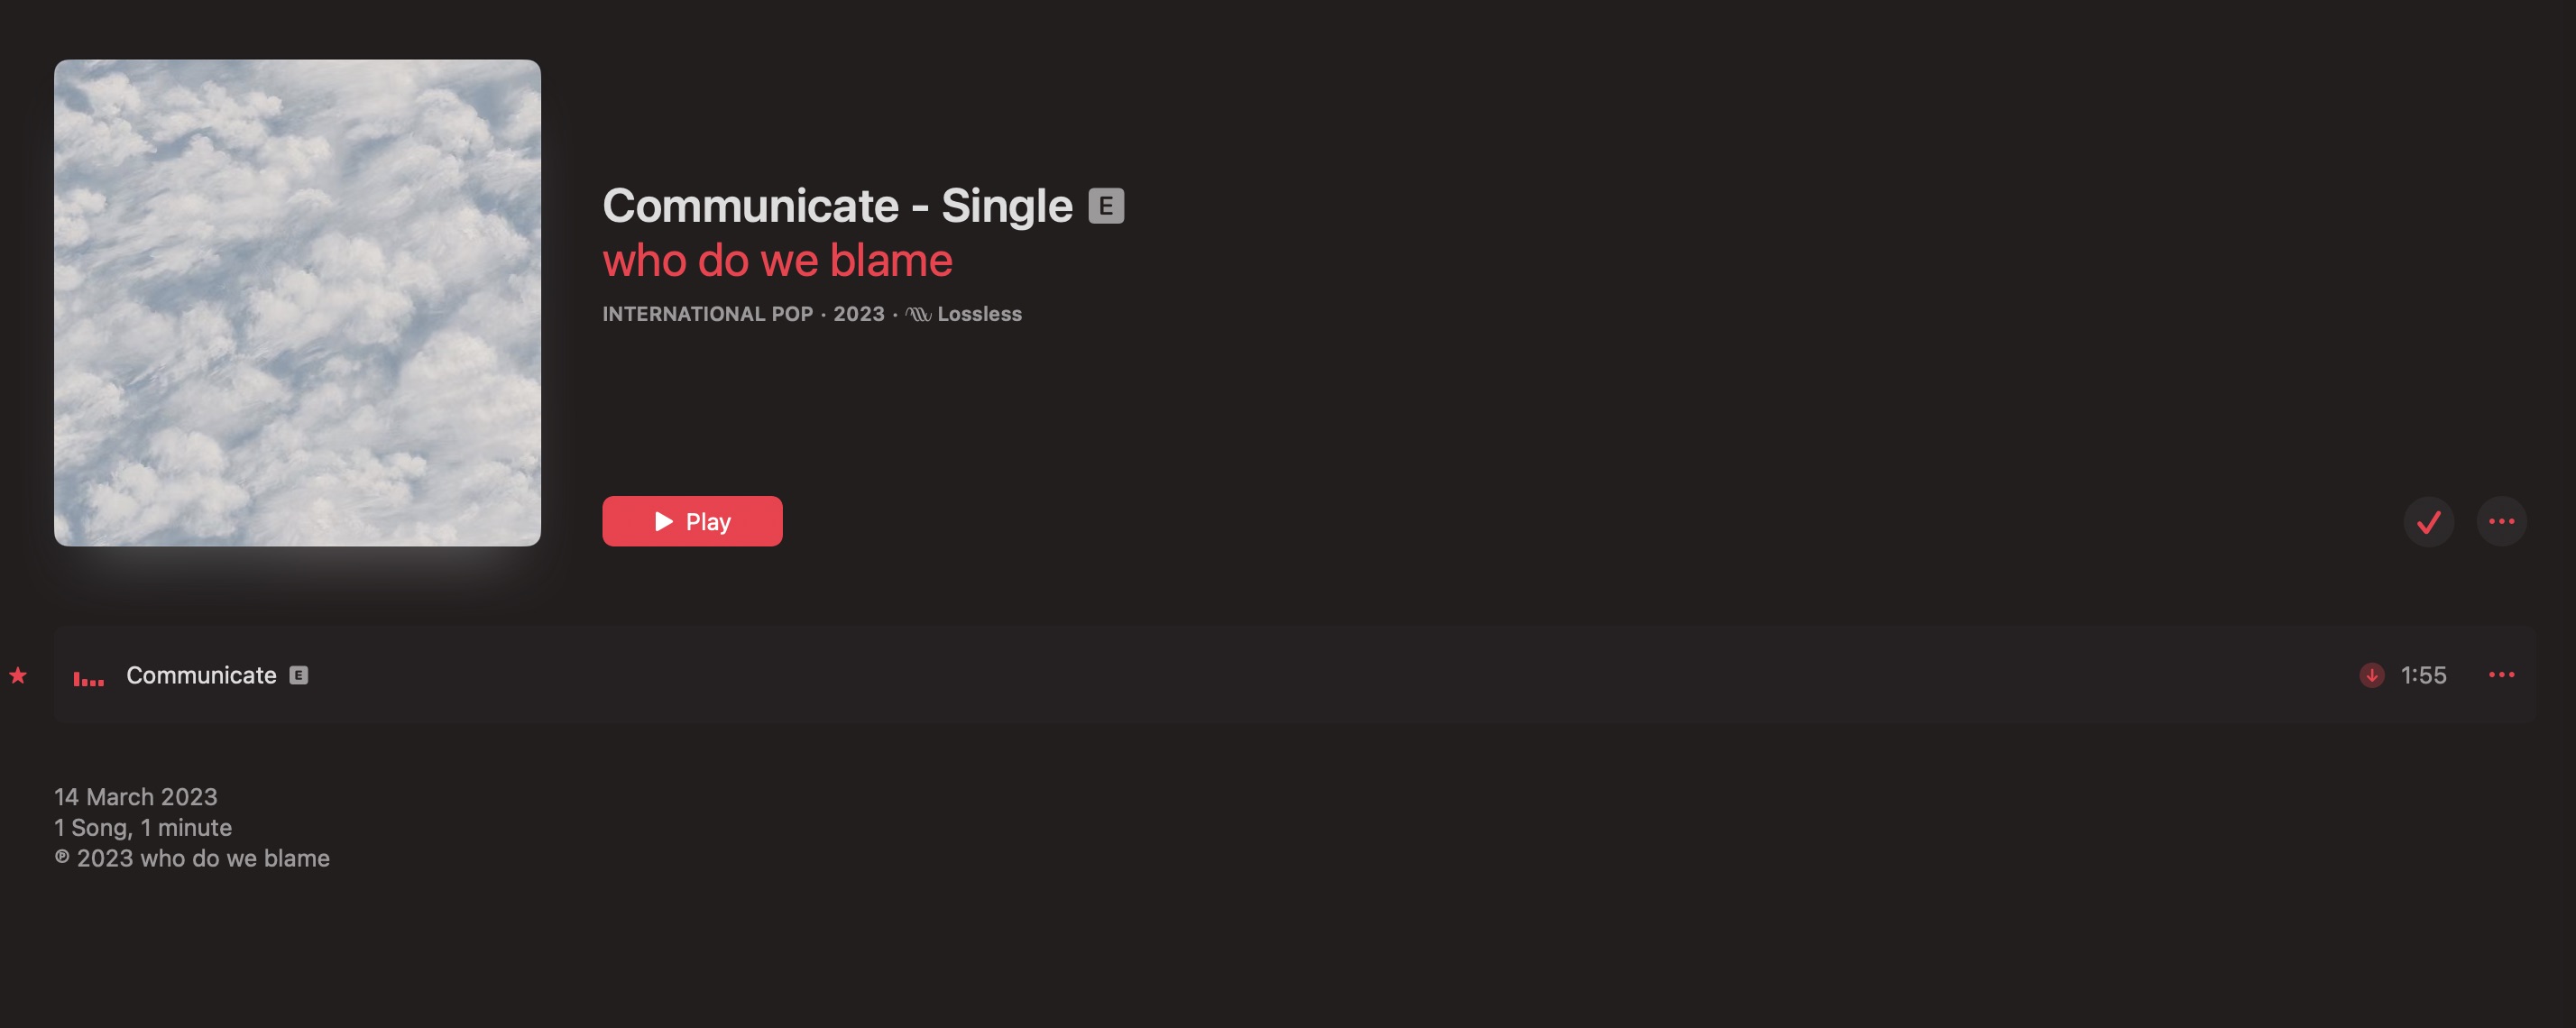 Communicate - Single E
who do we blame
INTERNATIONAL POP · 2023 · Lossless
Play
Communicate E
1:55
14 March 2023
1 Song, 1 minute
℗ 2023 who do we blame